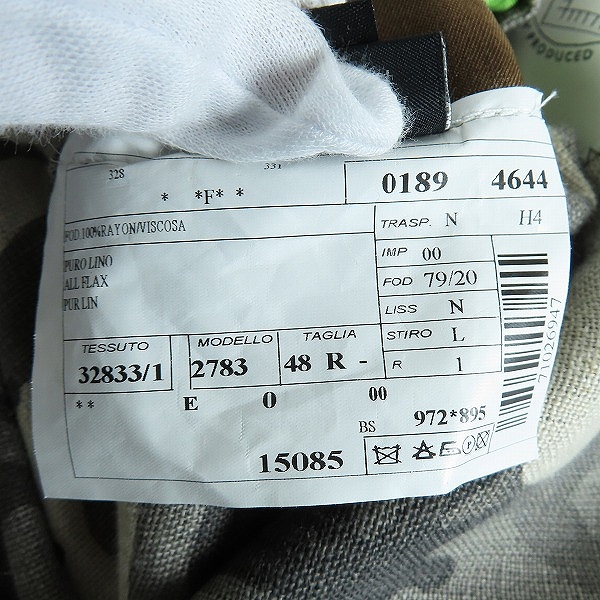 PRODUCED
328 331
* *F* *
0189 4644
FOD.100%RAYON/VISCOSA
PURO LINO
ALL FLAX
PUR LIN
TRASP. N H4
IMP 00
FOD 79/20
LISS N
STIRO L
R 1
TESSUTO MODELLO TAGLIA
32833/1 2783 48 R -
** E 0 00
BS 972*895
15085
71026947